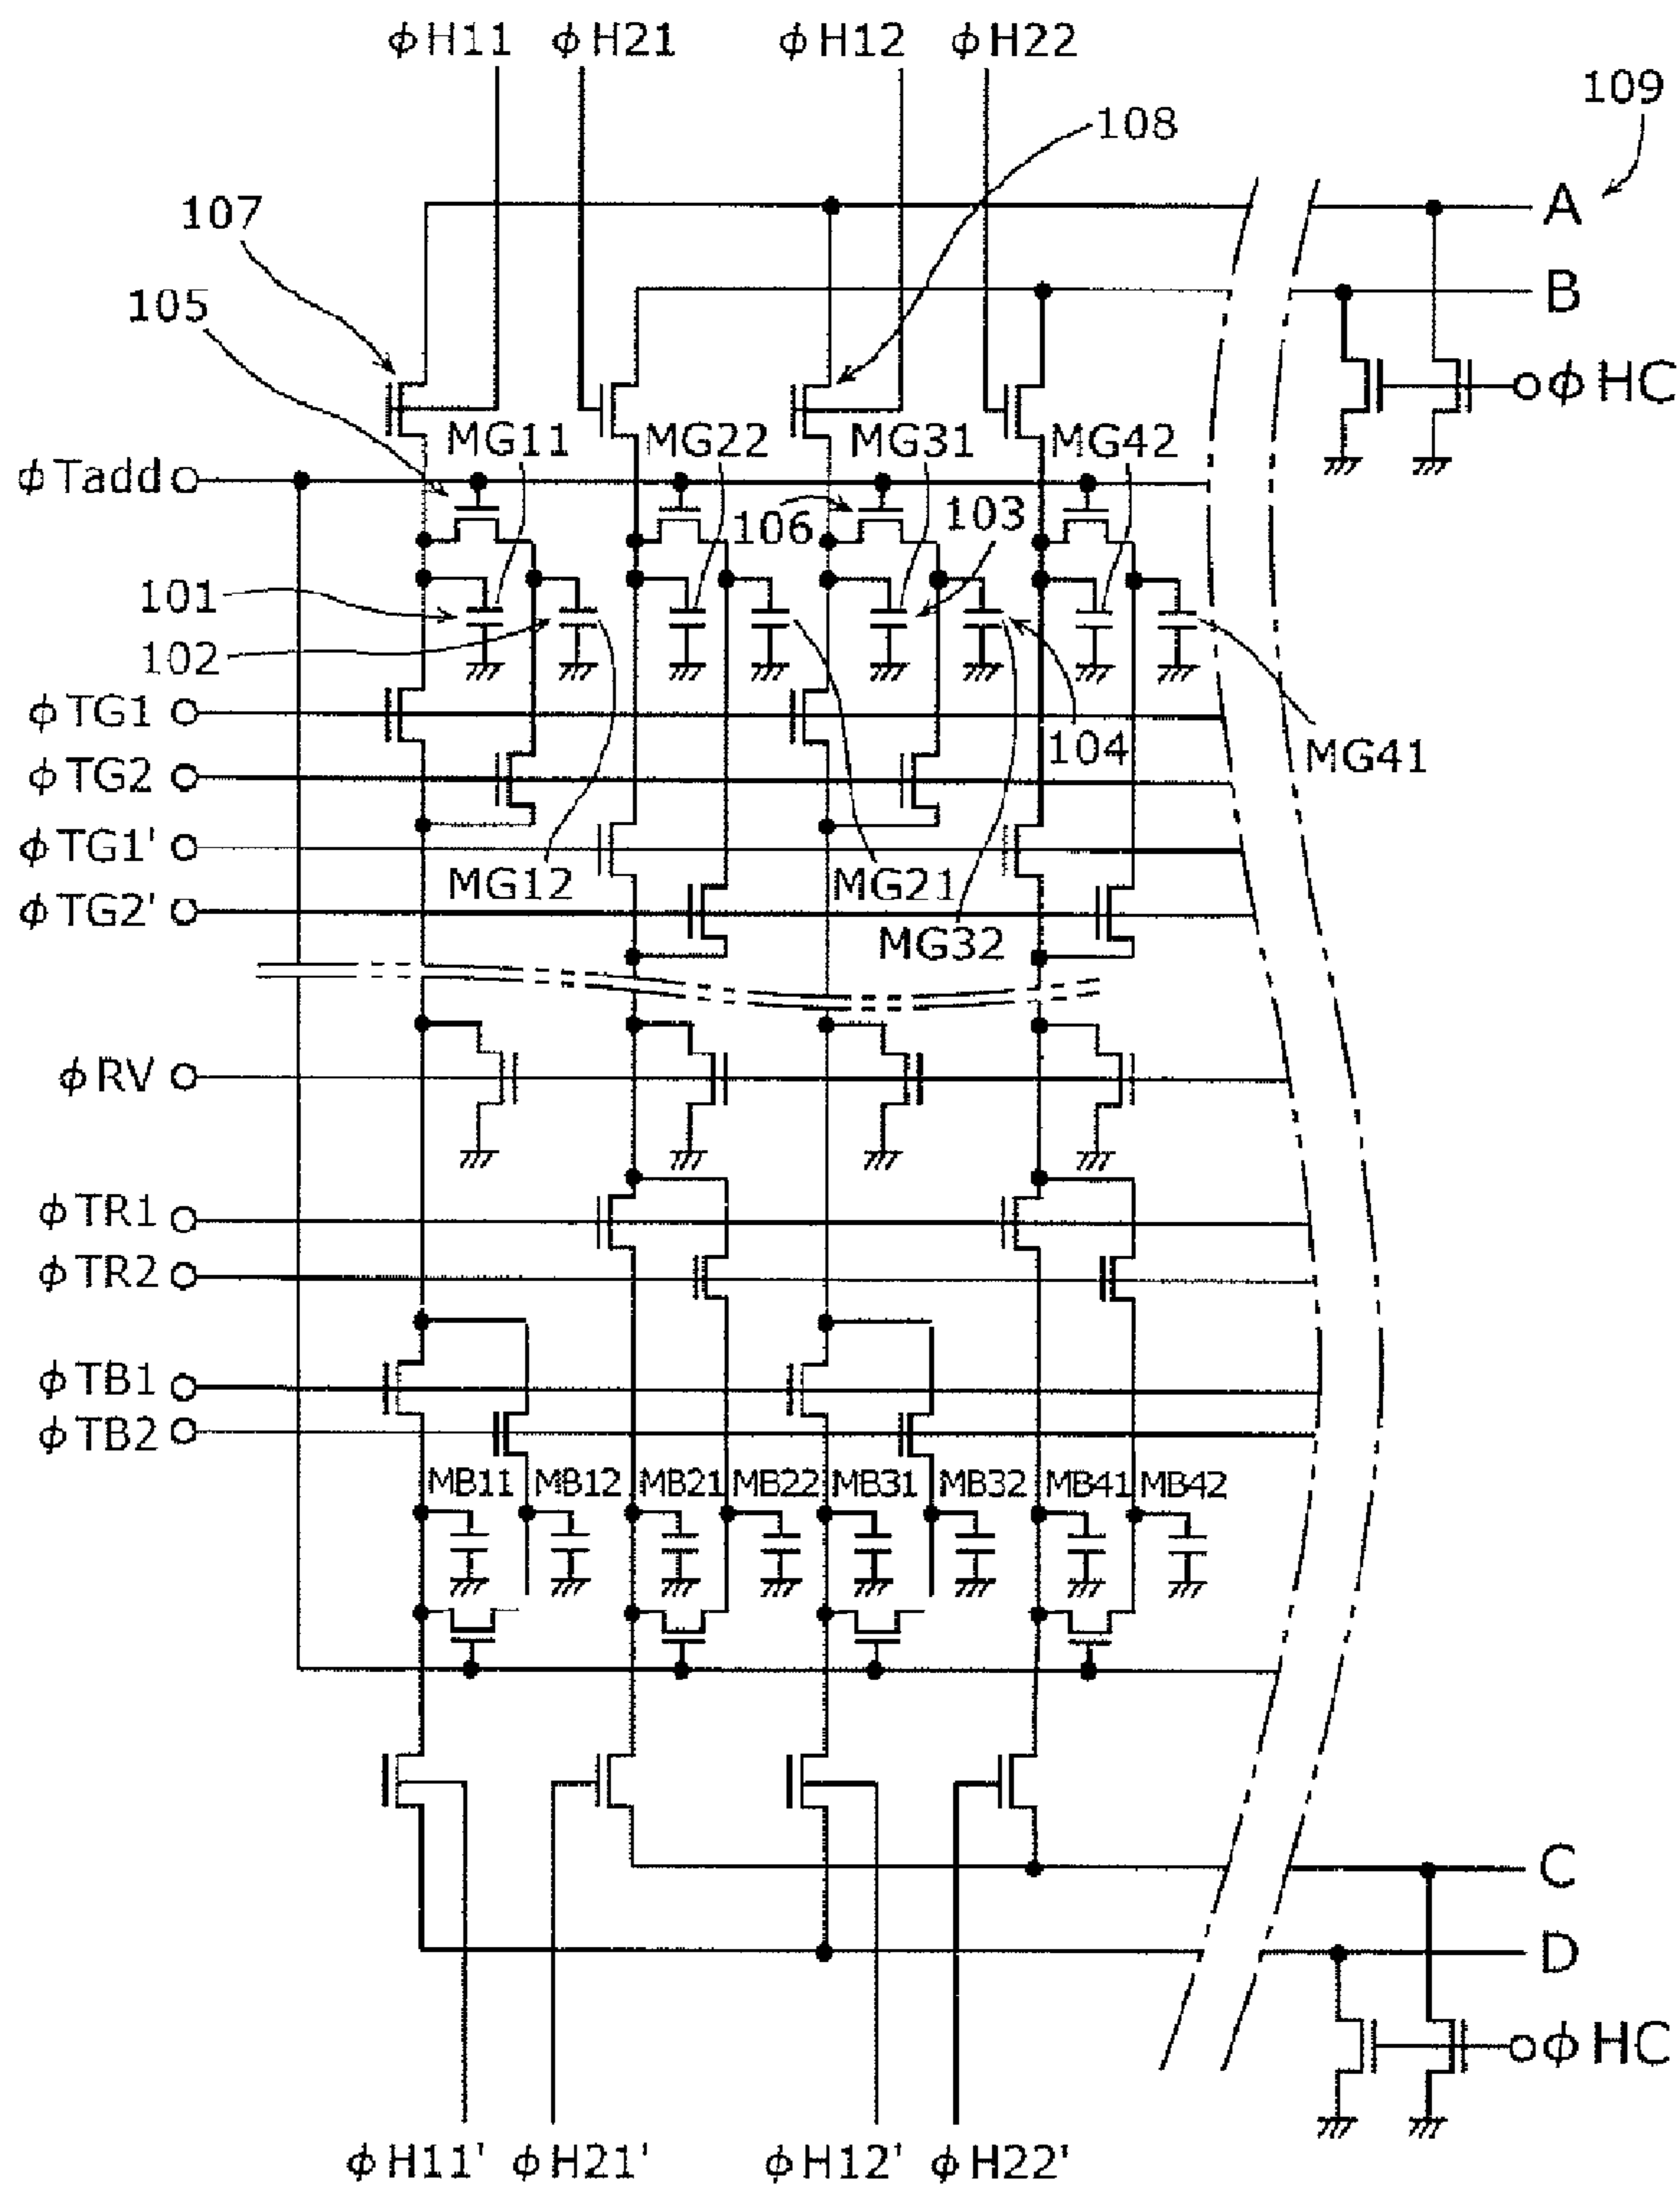 φH11 φH21 φH12 φH22
109
108
A
107
B
105
φHC
MG11 MG22 MG31 MG42
φTadd
106 103
101
102
φTG1
104
MG41
φTG2
φTG1'
MG12 MG21
φTG2'
MG32
φRV
φTR1
φTR2
φTB1
φTB2
MB11 MB12 MB21 MB22 MB31 MB32 MB41 MB42
C
D
φHC
φH11' φH21' φH12' φH22'